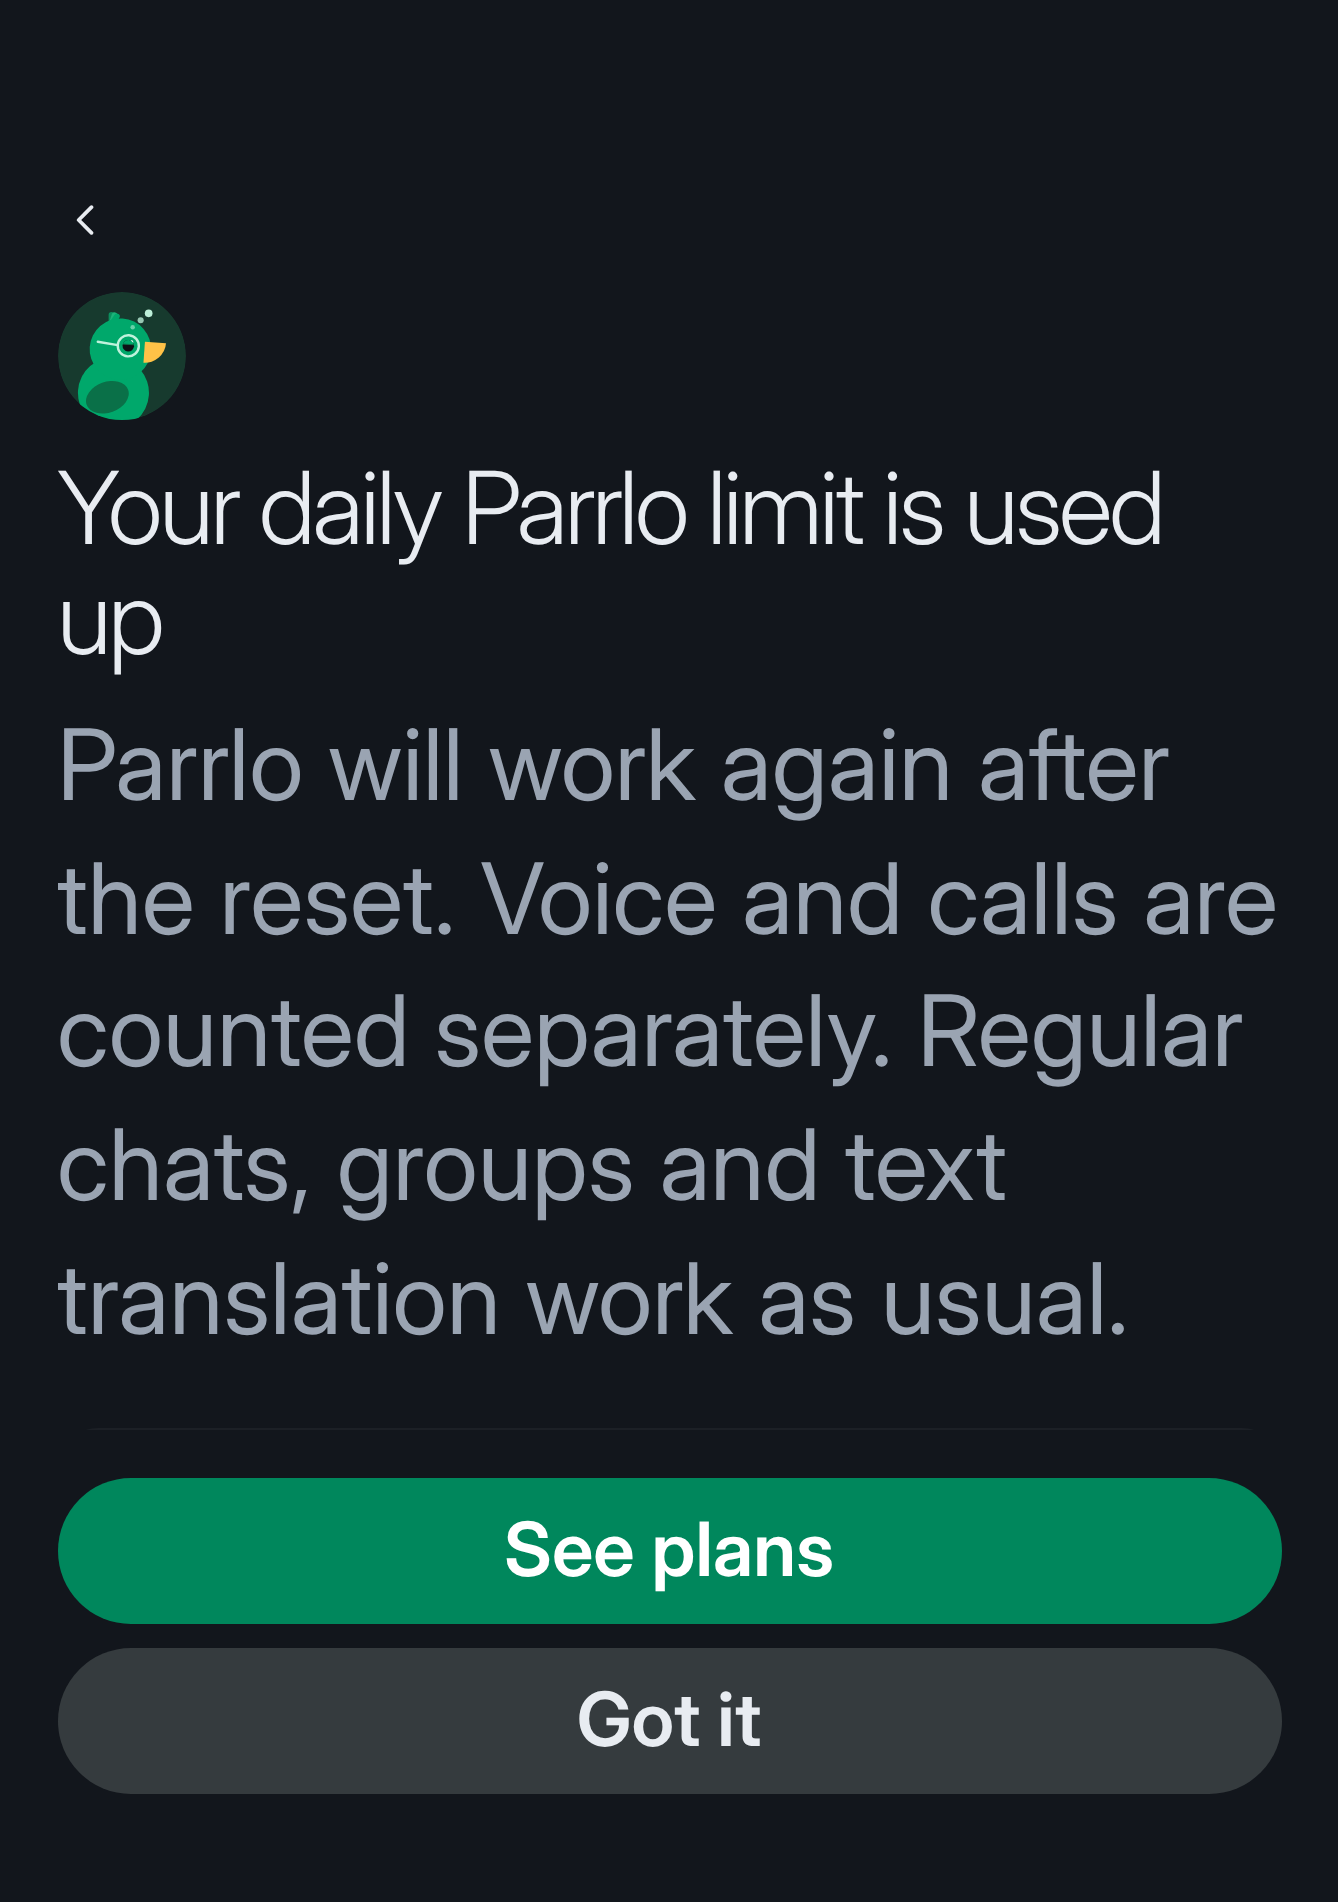 Your daily Parrlo limit is used
up
Parrlo will work again after
the reset. Voice and calls are
counted separately. Regular
chats, groups and text
translation work as usual.
See plans
Got it